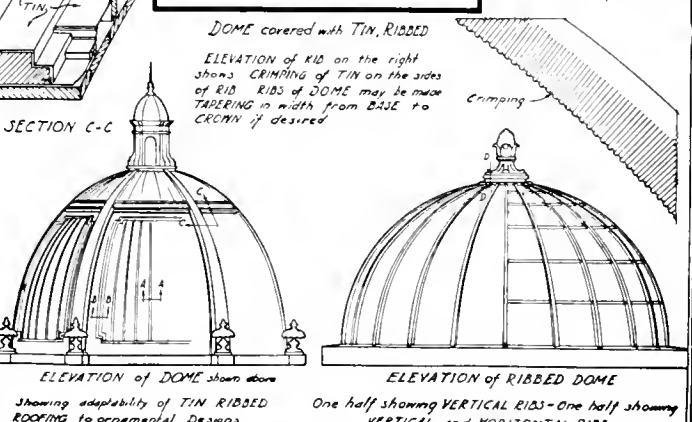 TIN
SECTION C-C
DOME covered with TIN, RIBBED
ELEVATION of RIB on the right
shows CRIMPING of TIN on the sides
of RIB RIBS of DOME may be made
TAPERING in width from BASE to
CROWN if desired
Crimping
C
C
A A
B B
D
D
ELEVATION of DOME shown above
showing adaptability of TIN RIBBED
ROOFING to ornamental Designs
ELEVATION of RIBBED DOME
One half showing VERTICAL RIBS-One half showing
VERTICAL and HORIZONTAL RIBS